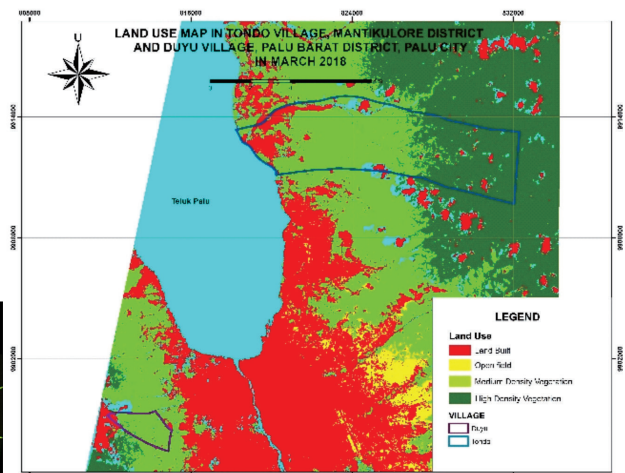 LAND USE MAP IN TONDO VILLAGE, MANTIKULORE DISTRICT
AND DUYU VILLAGE, PALU BARAT DISTRICT, PALU CITY
IN MARCH 2018
U
Teluk Palu
LEGEND
Land Use
Land Built
Open field
Medium Density Vegetation
High Density Vegetation
VILLAGE
Duyu
Tondo